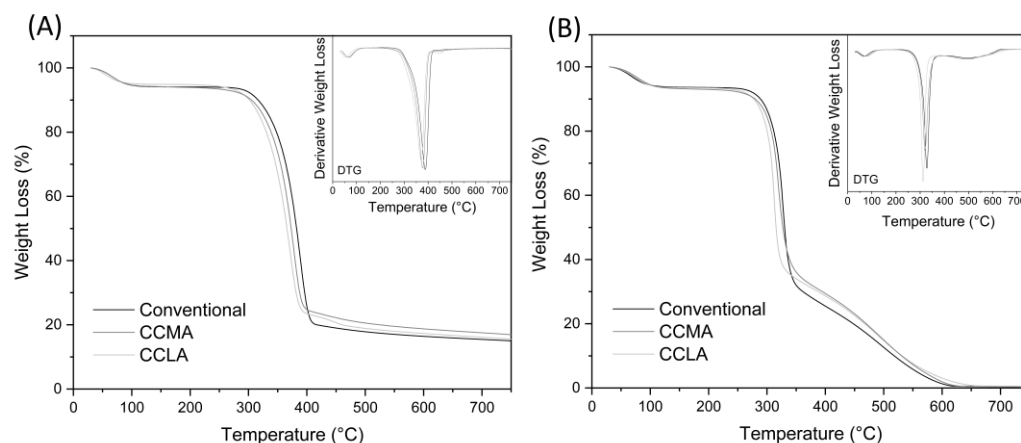 (A)
Weight Loss (%)
100
80
60
40
20
0
0 100 200 300 400 500 600 700
Temperature (°C)
Conventional
CCMA
CCLA
Derivative Weight Loss
DTG
0 100 200 300 400 500 600 700
Temperature (°C)
(B)
Weight Loss (%)
100
80
60
40
20
0
0 100 200 300 400 500 600 700
Temperature (°C)
Conventional
CCMA
CCLA
Derivative Weight Loss
DTG
0 100 200 300 400 500 600 700
Temperature (°C)